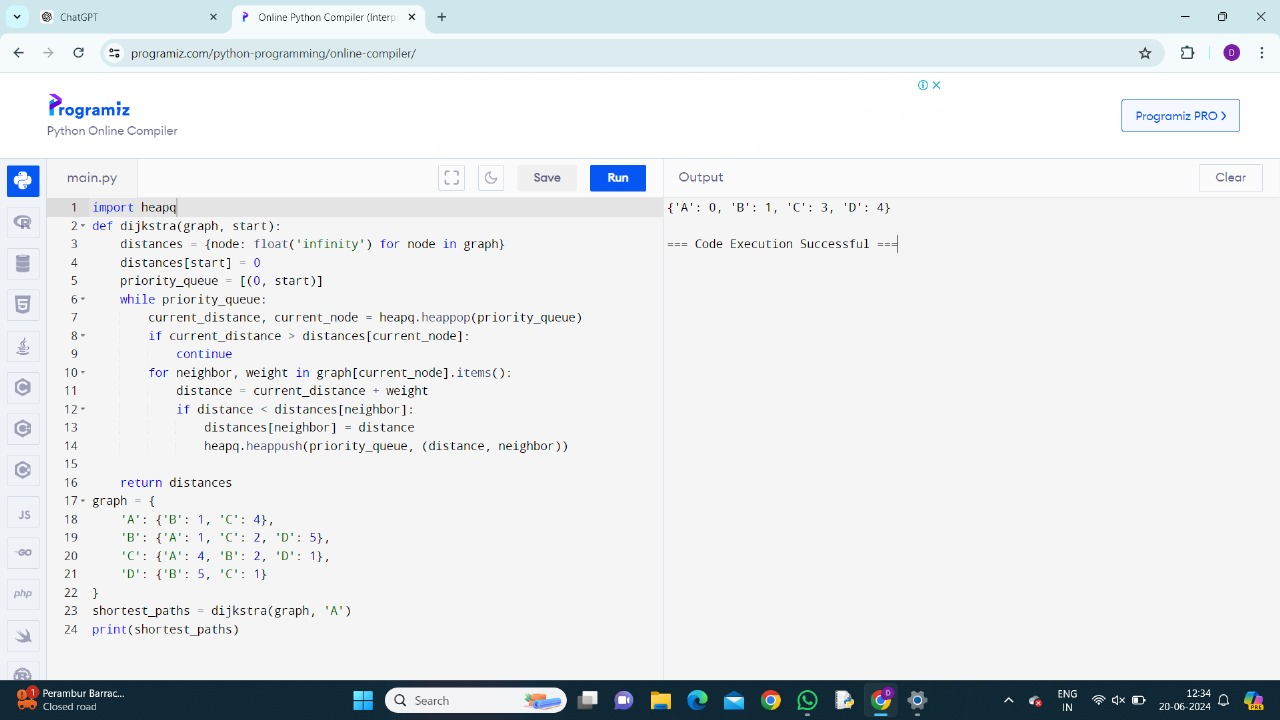 ChatGPT
Online Python Compiler (Interp
programiz.com/python-programming/online-compiler/
D
Programiz
Python Online Compiler
Programiz PRO
main.py
Save
Run
Output
Clear
1 import heapq
2 def dijkstra(graph, start):
3     distances = {node: float('infinity') for node in graph}
4     distances[start] = 0
5     priority_queue = [(0, start)]
6     while priority_queue:
7         current_distance, current_node = heapq.heappop(priority_queue)
8         if current_distance > distances[current_node]:
9             continue
10         for neighbor, weight in graph[current_node].items():
11             distance = current_distance + weight
12             if distance < distances[neighbor]:
13                 distances[neighbor] = distance
14                 heapq.heappush(priority_queue, (distance, neighbor))
15
16     return distances
17 graph = {
18     'A': {'B': 1, 'C': 4},
19     'B': {'A': 1, 'C': 2, 'D': 5},
20     'C': {'A': 4, 'B': 2, 'D': 1},
21     'D': {'B': 5, 'C': 1}
22 }
23 shortest_paths = dijkstra(graph, 'A')
24 print(shortest_paths)
{'A': 0, 'B': 1, 'C': 3, 'D': 4}
=== Code Execution Successful ===
JS
GO
php
1
Perambur Barrac...
Closed road
Search
D
ENG
IN
12:34
20-06-2024
PRE